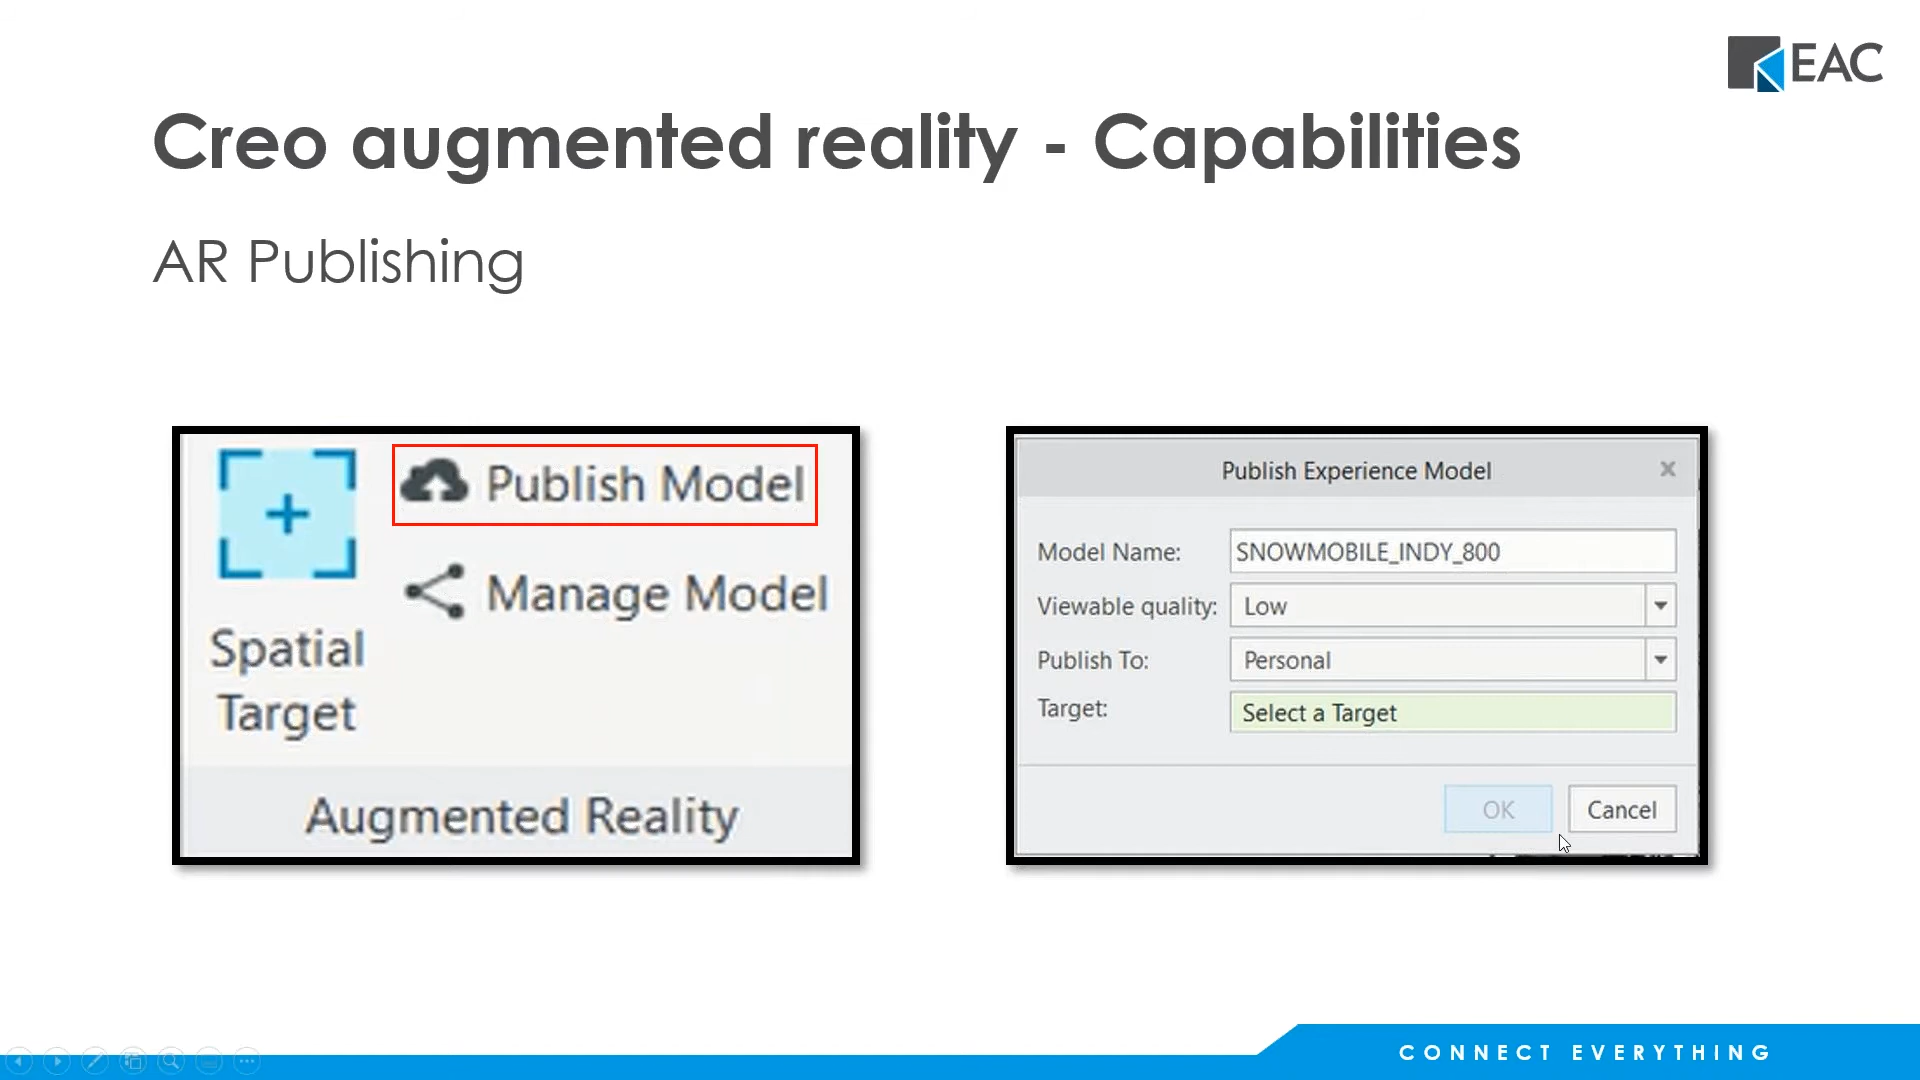 EAC
Creo augmented reality - Capabilities
AR Publishing
Publish Model
Manage Model
Spatial
Target
Augmented Reality
Publish Experience Model
Model Name: SNOWMOBILE_INDY_800
Viewable quality: Low
Publish To: Personal
Target: Select a Target
OK Cancel
CONNECT EVERYTHING